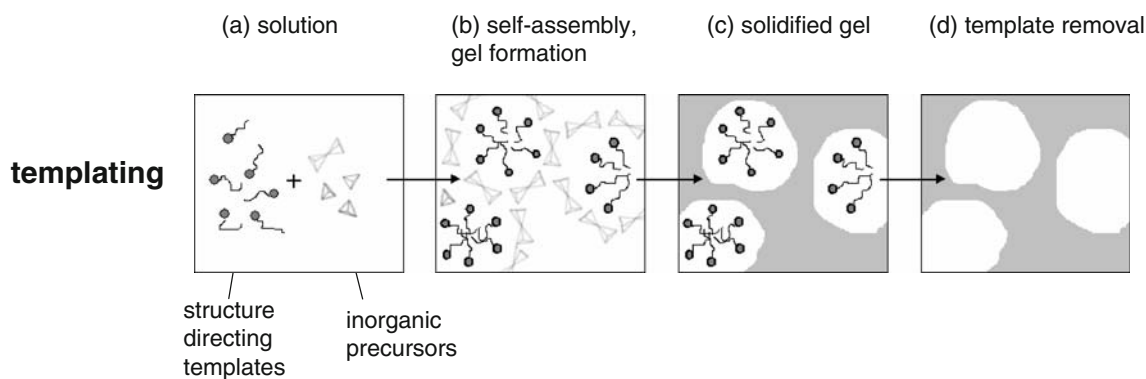 (a) solution
(b) self-assembly,
gel formation
(c) solidified gel
(d) template removal
templating
+
structure
directing
templates
inorganic
precursors